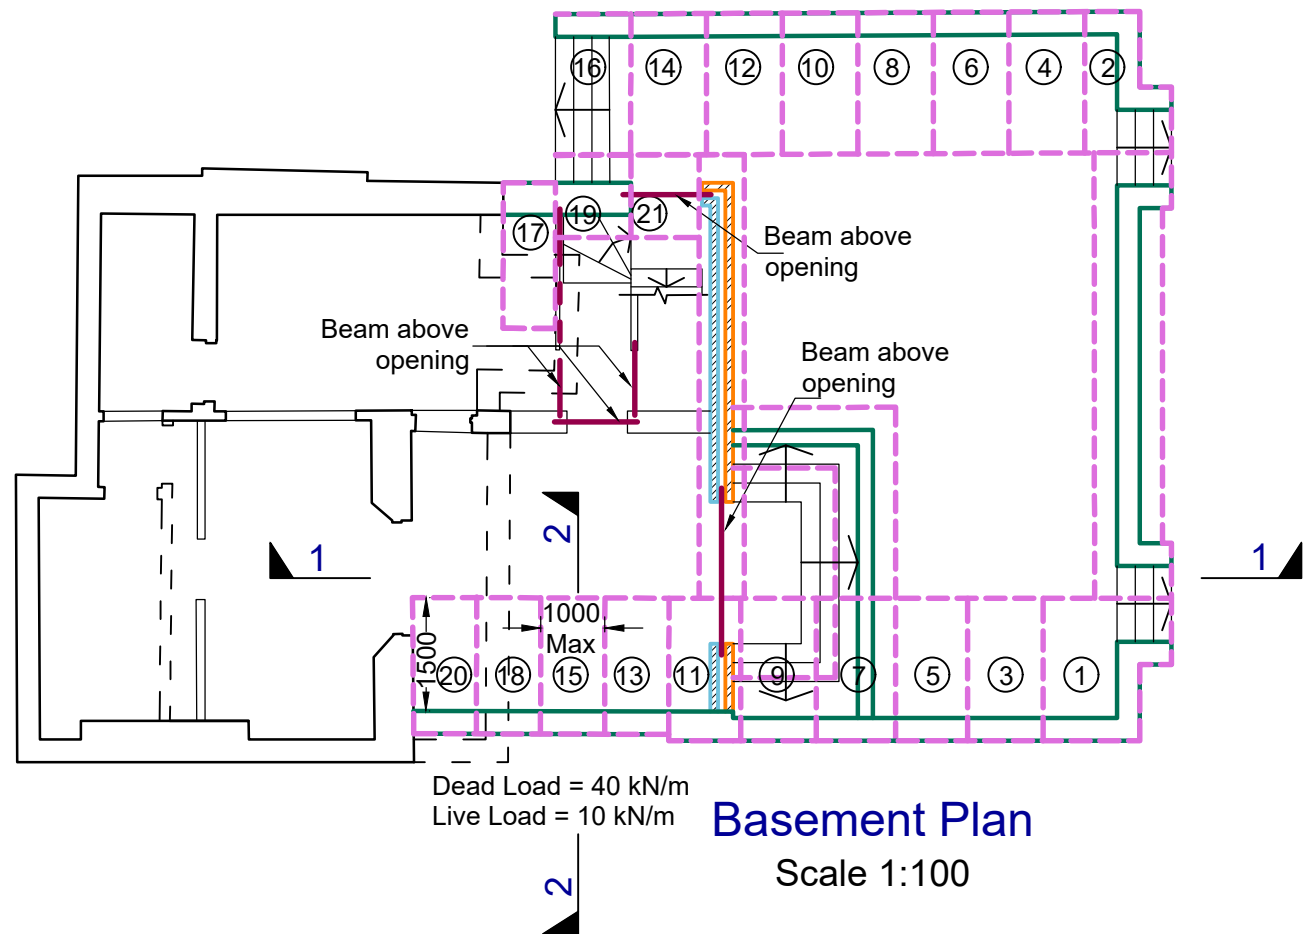 16 14 12 10 8 6 4 2
17 19 21
Beam above
opening
Beam above
opening
Beam above
opening
2
1
1
1000
Max
1500
20 18 15 13 11 9 7 5 3 1
Dead Load = 40 kN/m
Live Load = 10 kN/m
Basement Plan
Scale 1:100
2